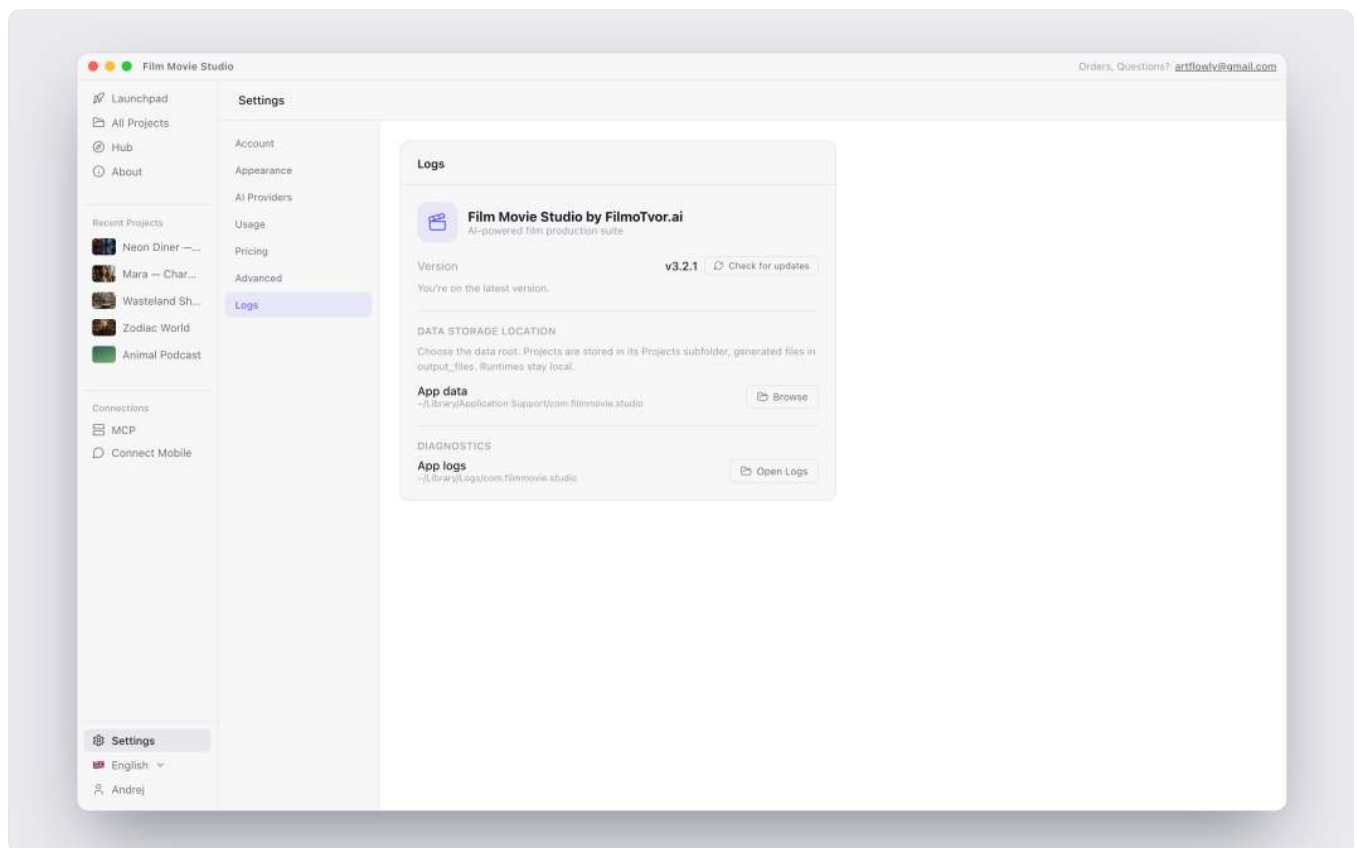 Film Movie Studio
Orders, Questions? artflowlv@gmail.com
Launchpad
All Projects
Hub
About
Recent Projects
Neon Diner —...
Mara — Char...
Wasteland Sh...
Zodiac World
Animal Podcast
Connections
MCP
Connect Mobile
Settings
English
Andrej
Settings
Account
Appearance
AI Providers
Usage
Pricing
Advanced
Logs
Logs
Film Movie Studio by FilmoTvor.ai
AI-powered film production suite
Version v3.2.1 Check for updates
You're on the latest version.
DATA STORAGE LOCATION
Choose the data root. Projects are stored in its Projects subfolder, generated files in
output_files. Runtimes stay local.
App data
~/Library/Application Support/com.filmmovie.studio
Browse
DIAGNOSTICS
App logs
~/Library/Logs/com.filmmovie.studio
Open Logs